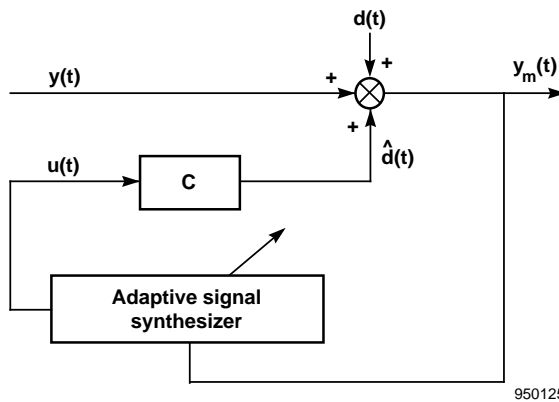 d(t)
y(t)
+
+
y_m(t)
+
d̂(t)
u(t)
C
Adaptive signal
synthesizer
950125